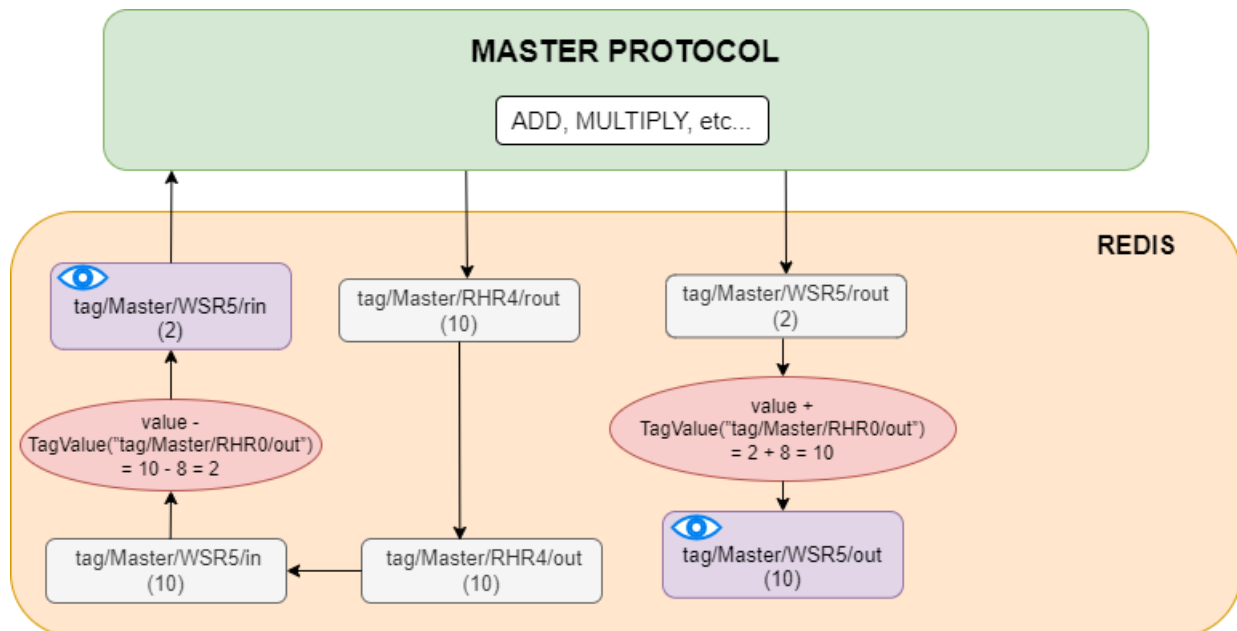 MASTER PROTOCOL
ADD, MULTIPLY, etc...
REDIS
tag/Master/WSR5/rin
(2)
tag/Master/RHR4/rout
(10)
tag/Master/WSR5/rout
(2)
value -
TagValue("tag/Master/RHR0/out")
= 10 - 8 = 2
value +
TagValue("tag/Master/RHR0/out")
= 2 + 8 = 10
tag/Master/WSR5/in
(10)
tag/Master/RHR4/out
(10)
tag/Master/WSR5/out
(10)